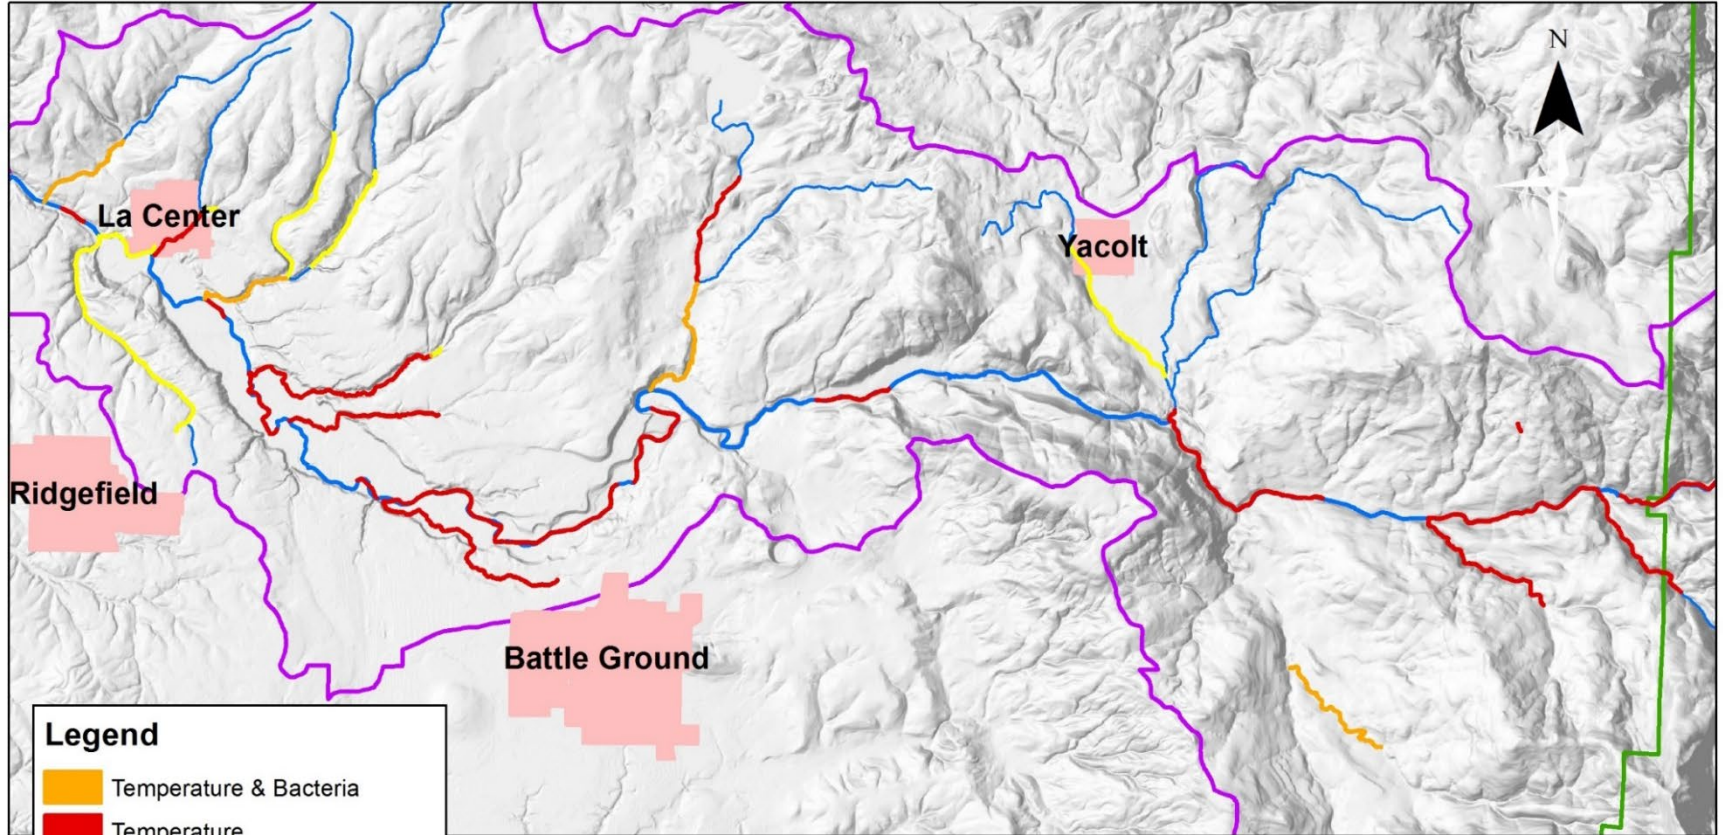 N
La Center
Yacolt
Ridgefield
Battle Ground
Legend
Temperature & Bacteria
Temperature